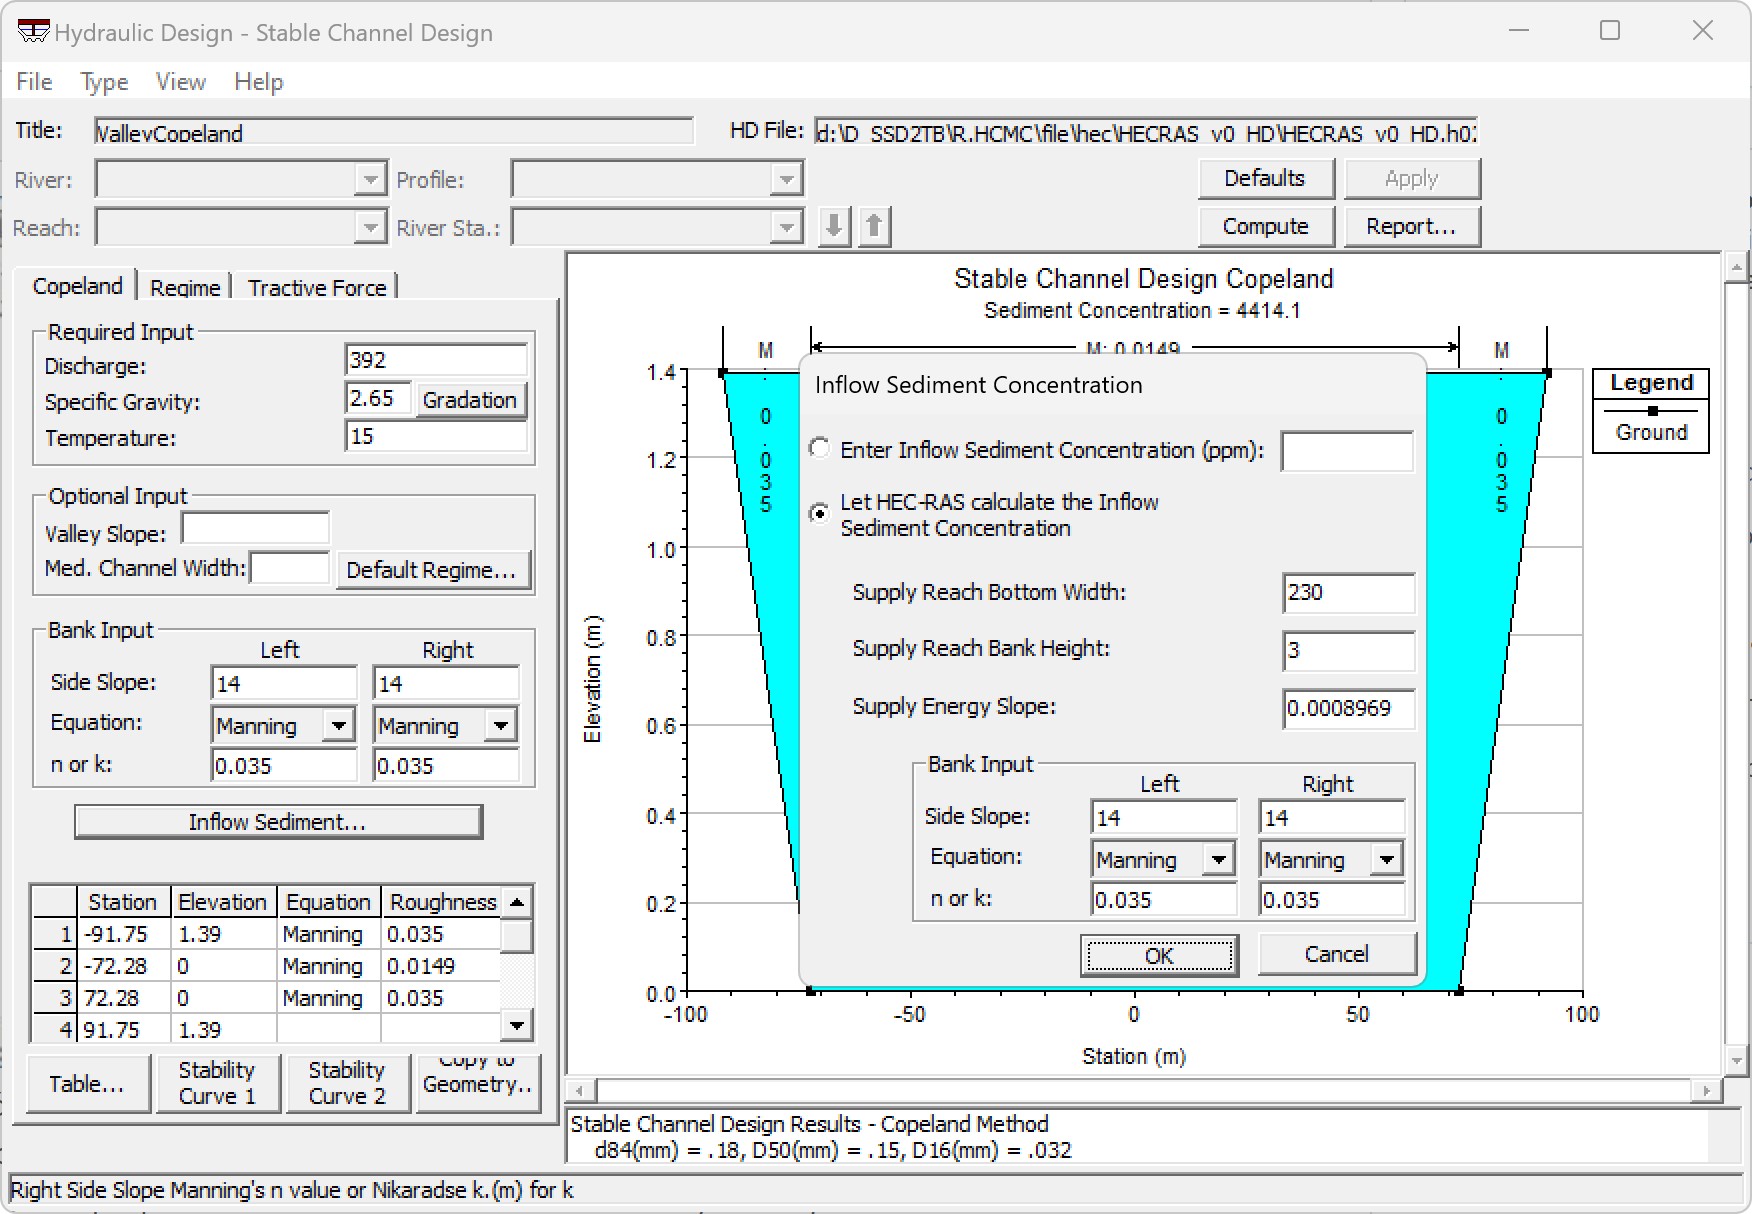 Hydraulic Design - Stable Channel Design
File Type View Help
Title: ValleyCopeland
HD File: d:\D_SSD2TB\R.HCMC\file\hec\HECRAS_v0_HD\HECRAS_v0_HD.h02
River:
Profile:
Defaults
Apply
Reach:
River Sta.:
Compute
Report...
Copeland
Regime
Tractive Force
Required Input
Discharge: 392
Specific Gravity: 2.65 Gradation
Temperature: 15
Optional Input
Valley Slope:
Med. Channel Width: Default Regime...
Bank Input
Left Right
Side Slope: 14 14
Equation: Manning Manning
n or k: 0.035 0.035
Inflow Sediment...
Station Elevation Equation Roughness
1 -91.75 1.39 Manning 0.035
2 -72.28 0 Manning 0.0149
3 72.28 0 Manning 0.035
4 91.75 1.39
Table...
Stability
Curve 1
Stability
Curve 2
Copy to
Geometry..
Stable Channel Design Copeland
Sediment Concentration = 4414.1
M: 0.035
M: 0.0149
M: 0.035
1.4
1.2
1.0
0.8
0.6
0.4
0.2
0.0
Elevation (m)
-100 -50 0 50 100
Station (m)
Legend
Ground
Inflow Sediment Concentration
Enter Inflow Sediment Concentration (ppm):
Let HEC-RAS calculate the Inflow
Sediment Concentration
Supply Reach Bottom Width: 230
Supply Reach Bank Height: 3
Supply Energy Slope: 0.0008969
Bank Input
Left Right
Side Slope: 14 14
Equation: Manning Manning
n or k: 0.035 0.035
OK
Cancel
Stable Channel Design Results - Copeland Method
d84(mm) = .18, D50(mm) = .15, D16(mm) = .032
Right Side Slope Manning's n value or Nikaradse k.(m) for k